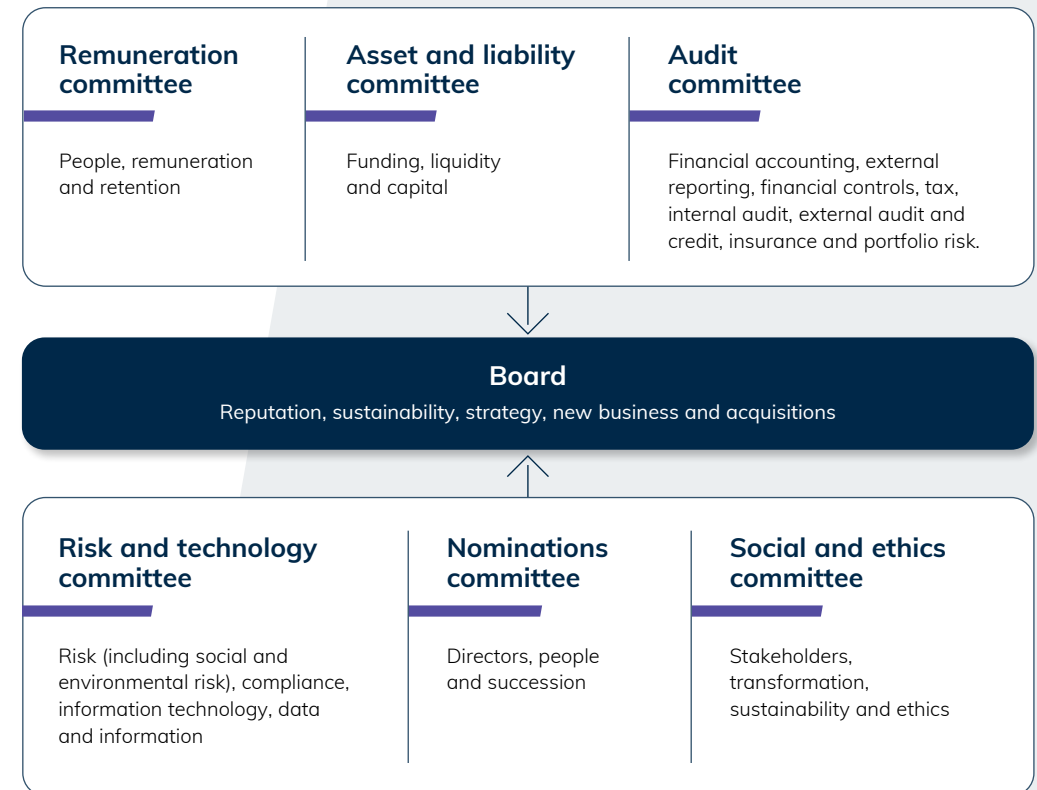 Remuneration
committee
People, remuneration
and retention
Asset and liability
committee
Funding, liquidity
and capital
Audit
committee
Financial accounting, external
reporting, financial controls, tax,
internal audit, external audit and
credit, insurance and portfolio risk.
Board
Reputation, sustainability, strategy, new business and acquisitions
Risk and technology
committee
Risk (including social and
environmental risk), compliance,
information technology, data
and information
Nominations
committee
Directors, people
and succession
Social and ethics
committee
Stakeholders,
transformation,
sustainability and ethics